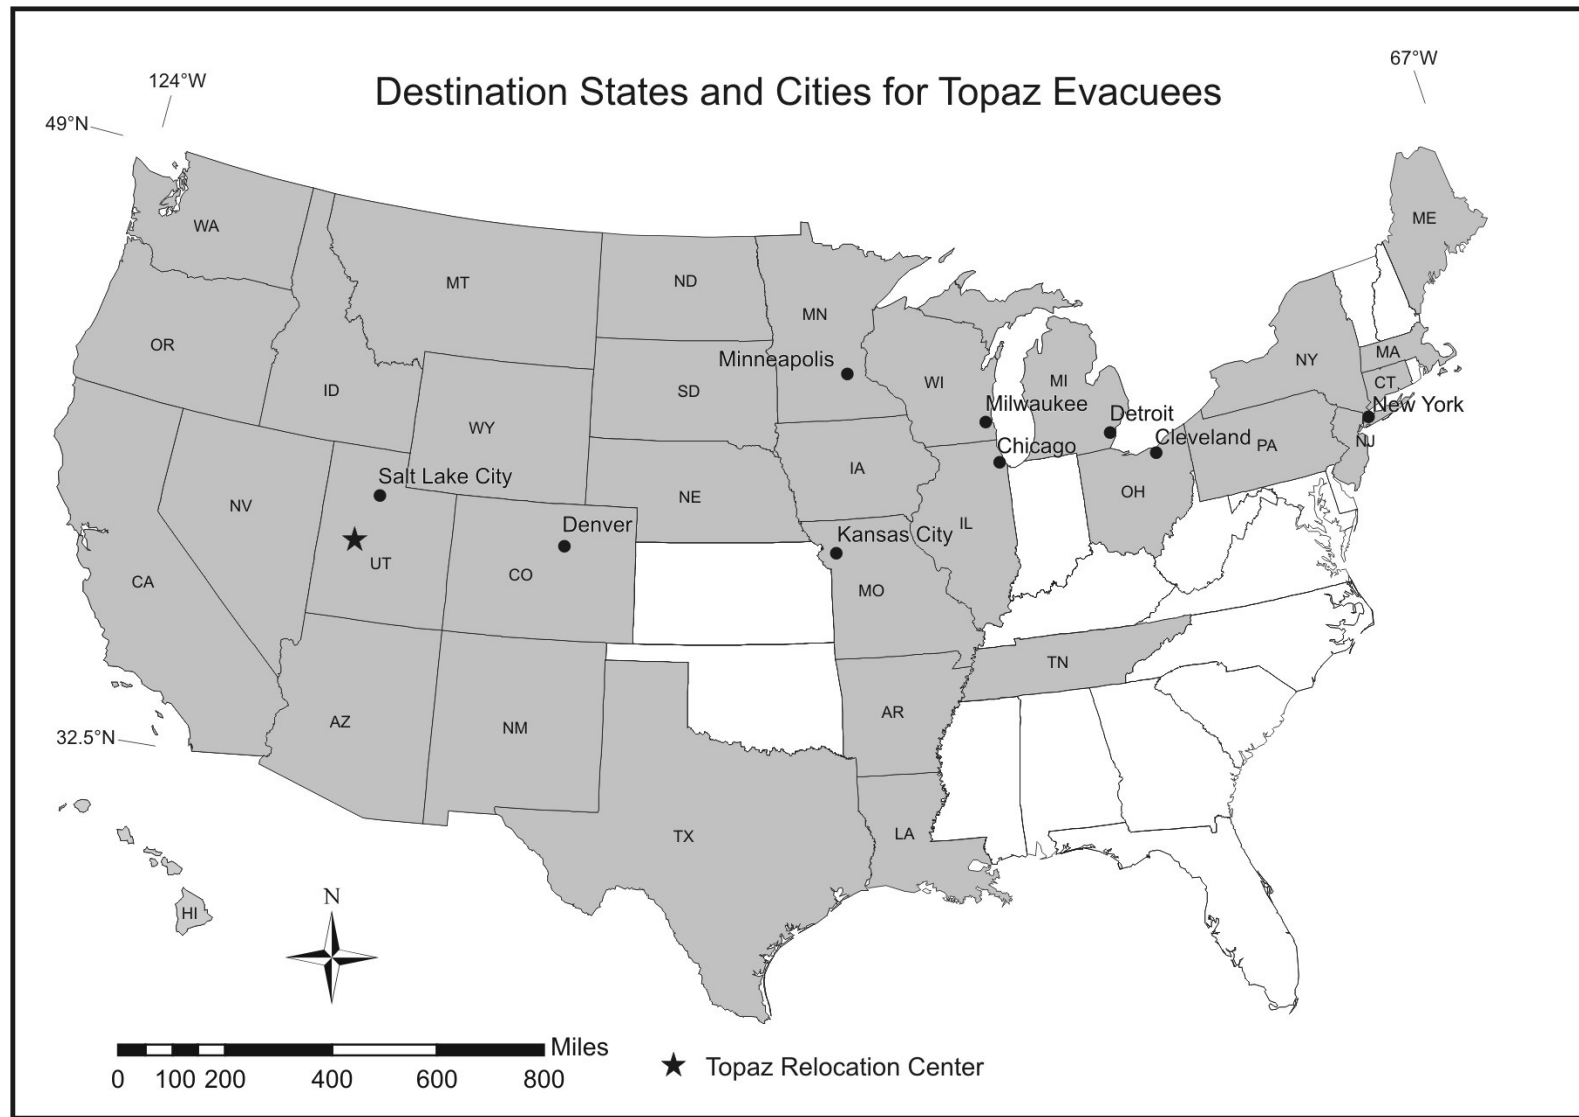 67°W
124°W
Destination States and Cities for Topaz Evacuees
49°N
ME
WA
MT
ND
MN
OR
NY
MA
Minneapolis
WI
MI
CT
ID
SD
Milwaukee
Detroit
New York
WY
Chicago
Cleveland
PA
NJ
Salt Lake City
IA
NV
NE
OH
Denver
Kansas City
IL
UT
CO
CA
MO
TN
AZ
NM
AR
32.5°N
TX
LA
HI
N
Miles
0 100 200 400 600 800
Topaz Relocation Center